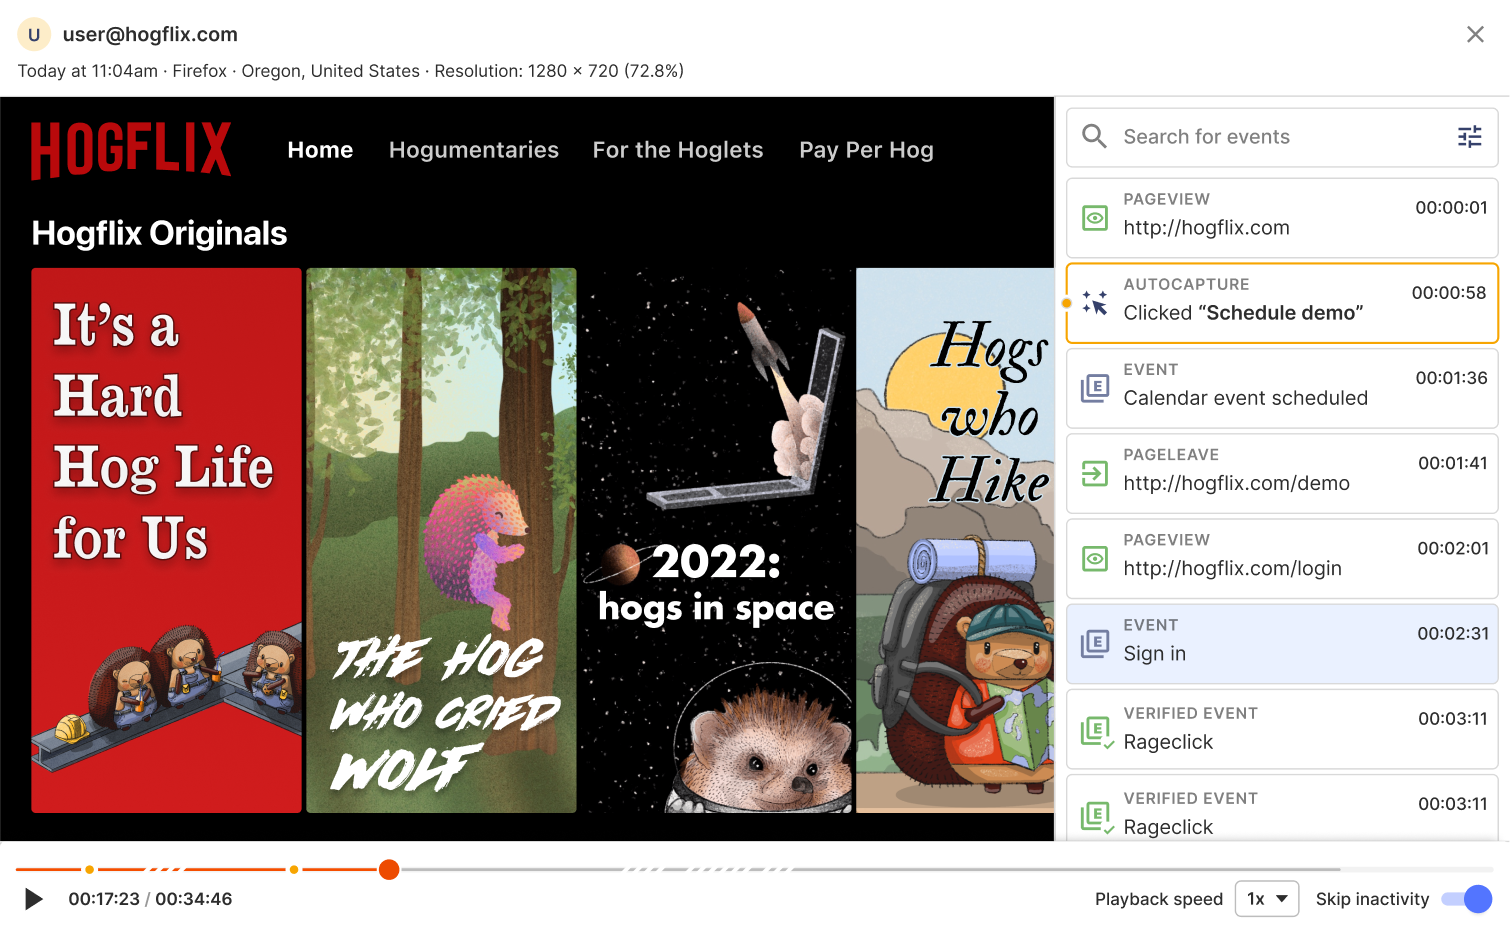 U user@hogflix.com
Today at 11:04am · Firefox · Oregon, United States · Resolution: 1280 × 720 (72.8%)
HOGFLIX
Home Hogumentaries For the Hoglets Pay Per Hog
Hogflix Originals
It’s a
Hard
Hog Life
for Us
THE HOG
WHO CRIED
WOLF
2022:
hogs in space
Hogs
who
Hike
Search for events
PAGEVIEW
http://hogflix.com
00:00:01
AUTOCAPTURE
Clicked “Schedule demo”
00:00:58
E
EVENT
Calendar event scheduled
00:01:36
PAGELEAVE
http://hogflix.com/demo
00:01:41
PAGEVIEW
http://hogflix.com/login
00:02:01
E
EVENT
Sign in
00:02:31
E
VERIFIED EVENT
Rageclick
00:03:11
E
VERIFIED EVENT
Rageclick
00:03:11
00:17:23 / 00:34:46
Playback speed 1x Skip inactivity